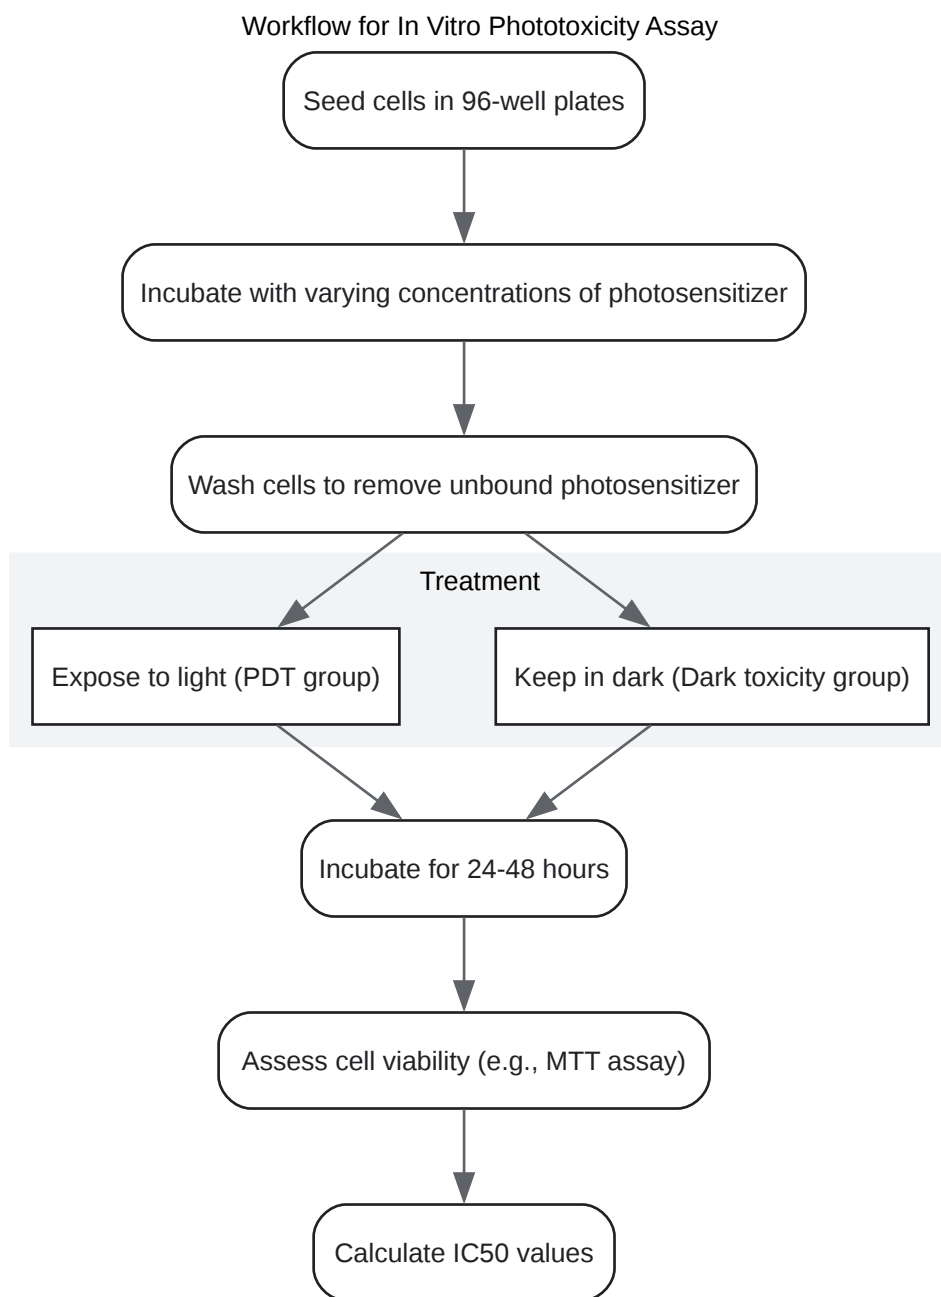 Workflow for In Vitro Phototoxicity Assay
Seed cells in 96-well plates
Incubate with varying concentrations of photosensitizer
Wash cells to remove unbound photosensitizer
Treatment
Expose to light (PDT group)
Keep in dark (Dark toxicity group)
Incubate for 24-48 hours
Assess cell viability (e.g., MTT assay)
Calculate IC50 values